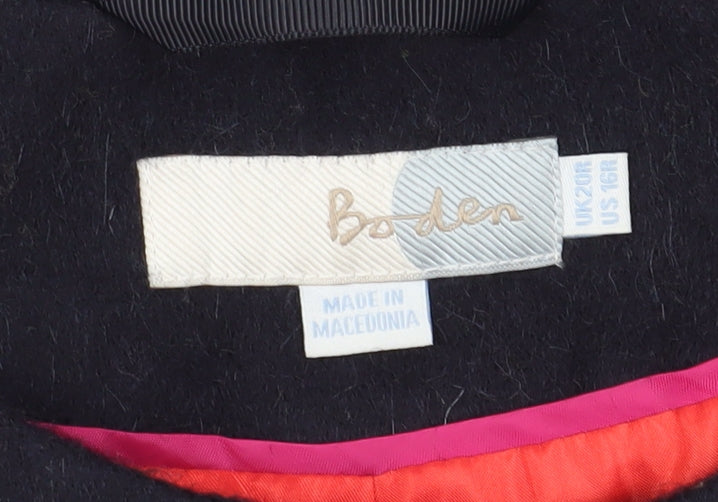 Boden
UK20R
US 16R
MADE IN
MACEDONIA